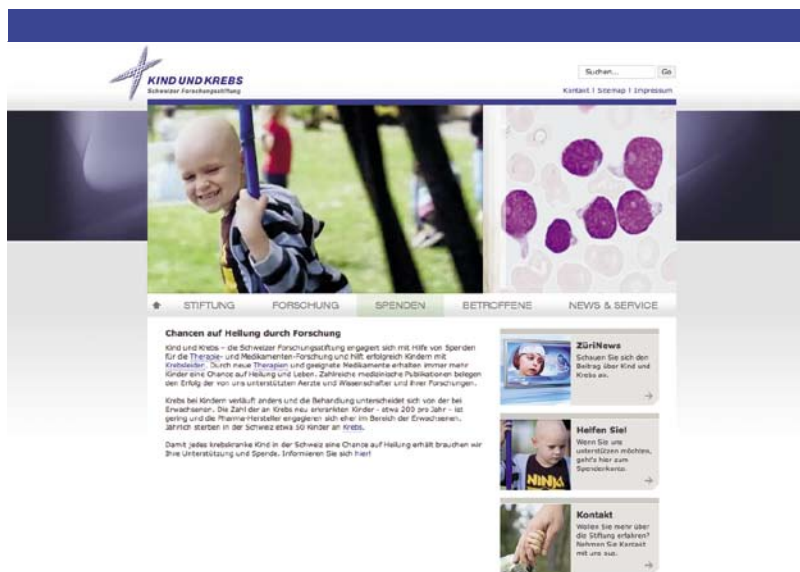 KIND UND KREBS
Schweizer Forschungsstiftung
Suchen... Go
Kontakt | Sitemap | Impressum
STIFTUNG FORSCHUNG SPENDEN BETROFFENE NEWS & SERVICE
Chancen auf Heilung durch Forschung
Kind und Krebs – die Schweizer Forschungsstiftung engagiert sich mit Hilfe von Spenden
für die Therapie- und Medikamenten-Forschung und hilft erfolgreich Kindern mit
Krebsleiden. Durch neue Therapien und geeignete Medikamente erhalten immer mehr
Kinder eine Chance auf Heilung und Leben. Zahlreiche medizinische Publikationen belegen
den Erfolg der von uns unterstützten Aerzte und Wissenschafter und ihrer Forschungen.
Krebs bei Kindern verläuft anders und die Behandlung unterscheidet sich von der bei
Erwachsenen. Die Zahl der an Krebs neu erkrankten Kinder - etwa 200 pro Jahr - ist
gering und die Pharma-Hersteller engagieren sich eher im Bereich der Erwachsenen.
Jährlich sterben in der Schweiz etwa 50 Kinder an Krebs.
Damit jedes krebskranke Kind in der Schweiz eine Chance auf Heilung erhält brauchen wir
Ihre Unterstützung und Spende. Informieren Sie sich hier!
ZüriNews
Schauen Sie sich den
Beitrag über Kind und
Krebs an.
NINJA
Helfen Sie!
Wenn Sie uns
unterstützen möchten,
geht's hier zum
Spendenkonto.
Kontakt
Wollen Sie mehr über
die Stiftung erfahren?
Nehmen Sie Kontakt
mit uns auf.